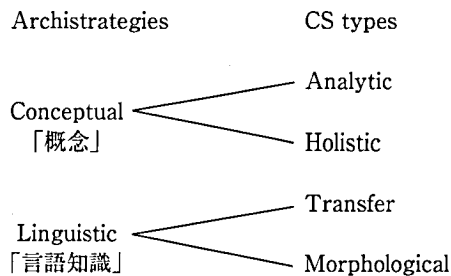 Archistrategies CS types
Analytic
Conceptual
「概念」
Holistic
Transfer
Linguistic
「言語知識」
Morphological